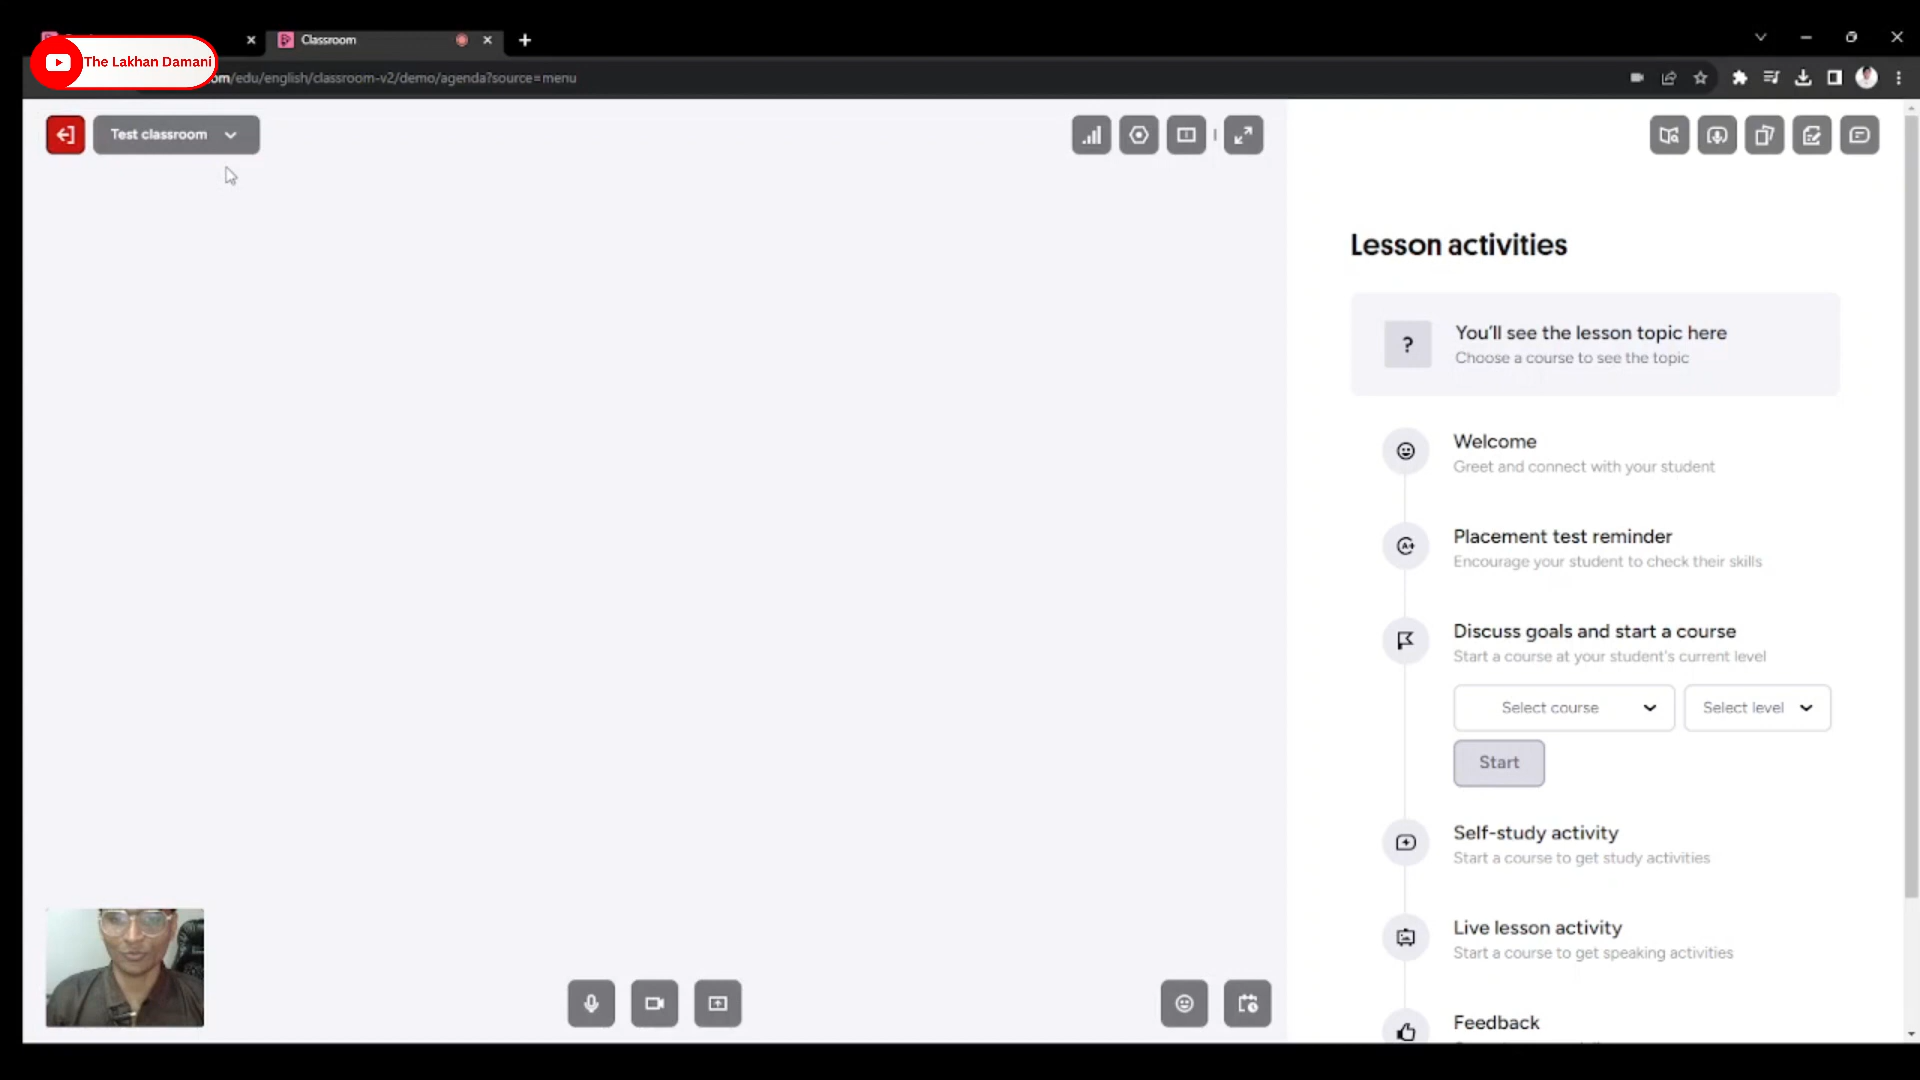 Classroom
The Lakhan Damani
om/edu/english/classroom-v2/demo/agenda?source=menu
Test classroom
Lesson activities
?
You'll see the lesson topic here
Choose a course to see the topic
Welcome
Greet and connect with your student
A+
Placement test reminder
Encourage your student to check their skills
Discuss goals and start a course
Start a course at your student's current level
Select course
Select level
Start
Self-study activity
Start a course to get study activities
Live lesson activity
Start a course to get speaking activities
Feedback